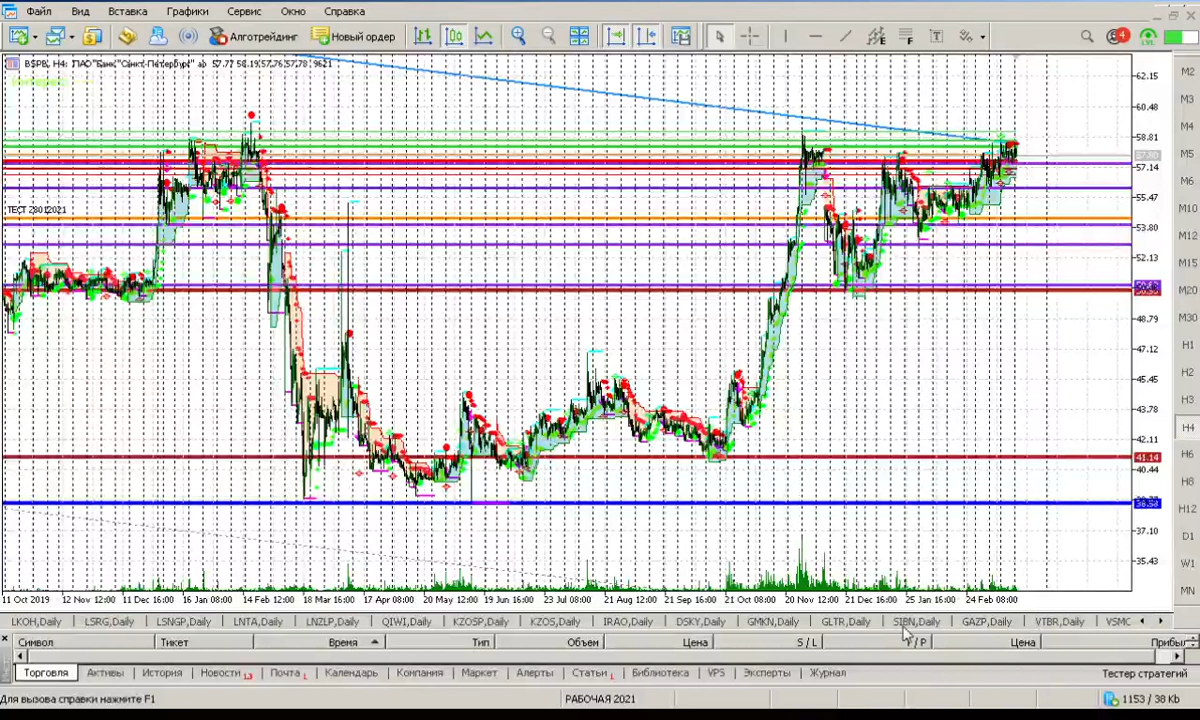 Файл Вид Вставка Графики Сервис Окно Справка
Алготрейдинг Новый ордер 4 LVL
BSPB, H4: ПАО "Банк "Санкт-Петербург" ао 57.77 58.19 57.76 57.78 9621
ТЕСТ 28012021
62.15
60.48
58.81
57.14
55.47
53.80
52.13
48.79
47.12
45.45
43.78
42.11
41.14
40.44
37.10
35.43
M2
M3
M4
M5
M6
M10
M12
M15
M20
M30
H1
H2
H3
H4
H6
H8
H12
D1
W1
MN
11 Oct 2019 12 Nov 12:00 11 Dec 16:00 16 Jan 08:00 14 Feb 12:00 18 Mar 16:00 17 Apr 08:00 20 May 12:00 19 Jun 16:00 23 Jul 08:00 21 Aug 12:00 21 Sep 16:00 21 Oct 08:00 20 Nov 12:00 21 Dec 16:00 25 Jan 16:00 24 Feb 08:00
LKOH,Daily LSRG,Daily LSNGP,Daily LNTA,Daily LNZLP,Daily QIWI,Daily KZOSP,Daily KZOS,Daily IRAO,Daily DSKY,Daily GMKN,Daily GLTR,Daily SIBN,Daily GAZP,Daily VTBR,Daily VSMC
Символ Тикет Время Тип Объем Цена S / L T / P Цена Прибыль
Торговля Активы История Новости Почта Календарь Компания Маркет Алерты Статьи Библиотека VPS Эксперты Журнал Тестер стратегий
Для вызова справки нажмите F1 РАБОЧАЯ 2021 1153 / 38 Kb